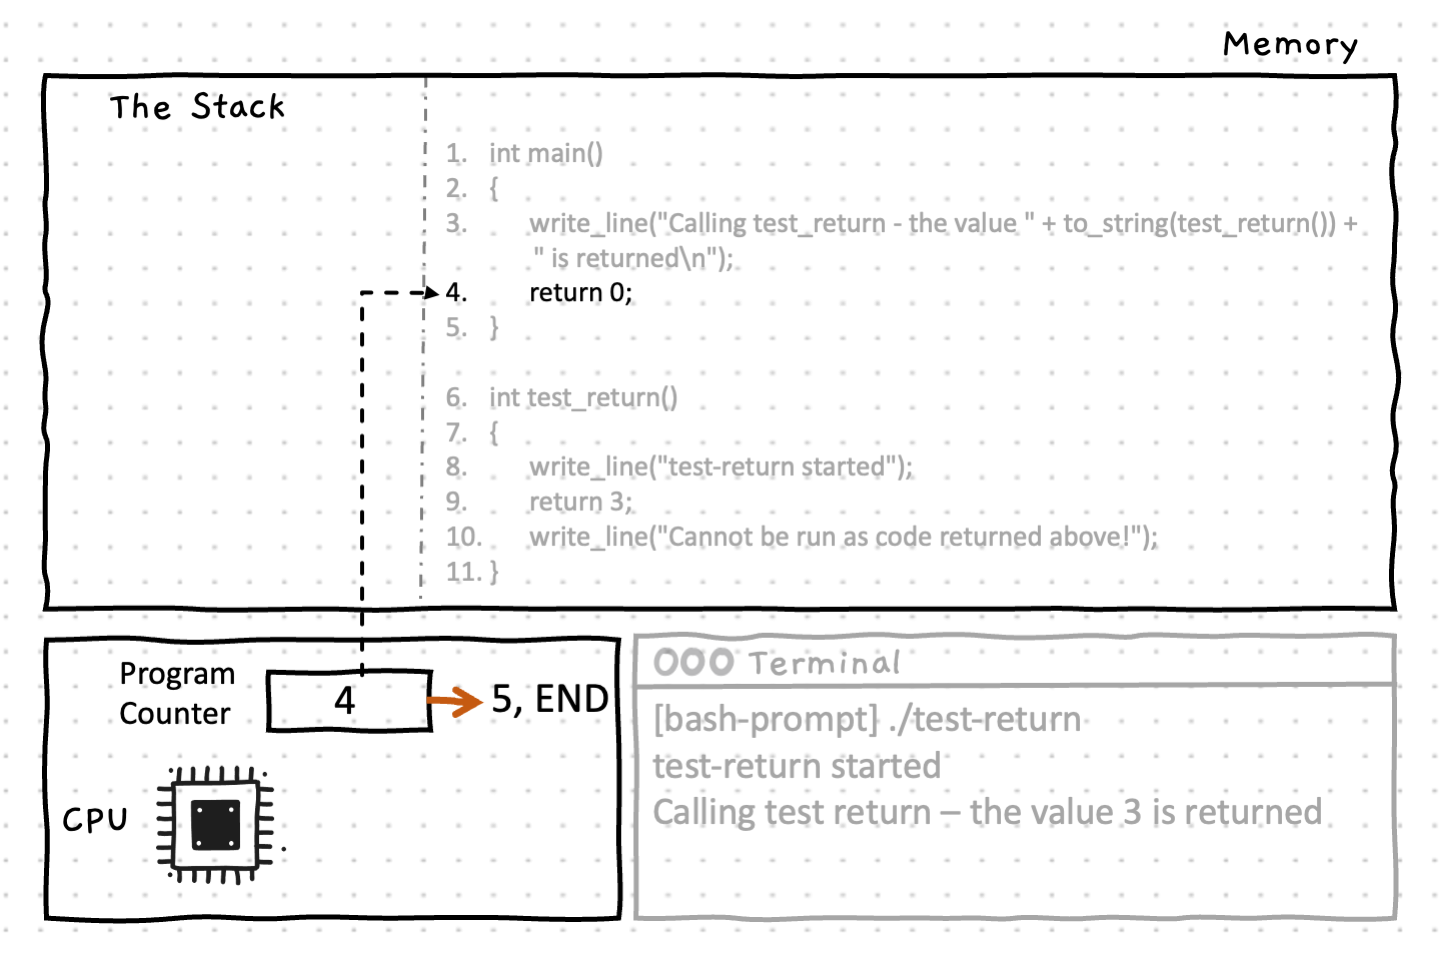 Memory
The Stack
1. int main()
2. {
3. write_line("Calling test_return - the value " + to_string(test_return()) +
" is returned\n");
4. return 0;
5. }
6. int test_return()
7. {
8. write_line("test-return started");
9. return 3;
10. write_line("Cannot be run as code returned above!");
11. }
Program
Counter
4
5, END
CPU
Terminal
[bash-prompt] ./test-return
test-return started
Calling test return – the value 3 is returned